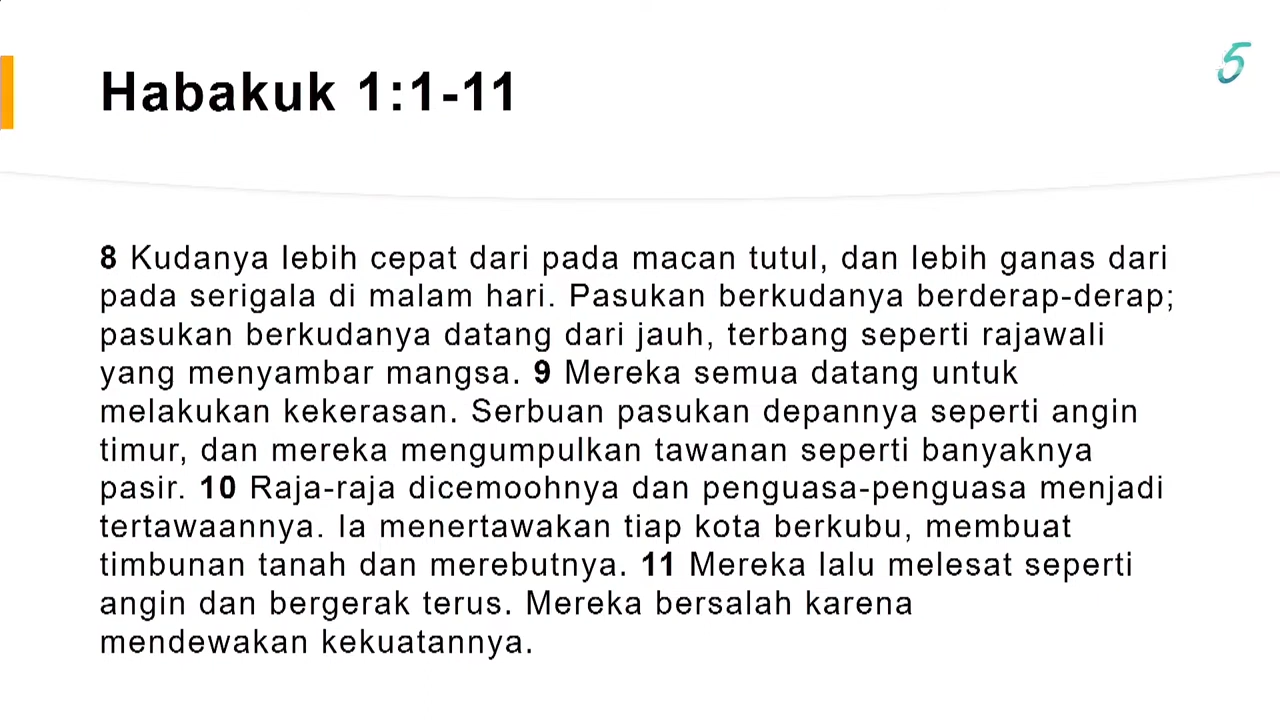 Habakuk 1:1-11
5
8 Kudanya lebih cepat dari pada macan tutul, dan lebih ganas dari
pada serigala di malam hari. Pasukan berkudanya berderap-derap;
pasukan berkudanya datang dari jauh, terbang seperti rajawali
yang menyambar mangsa. 9 Mereka semua datang untuk
melakukan kekerasan. Serbuan pasukan depannya seperti angin
timur, dan mereka mengumpulkan tawanan seperti banyaknya
pasir. 10 Raja-raja dicemoohnya dan penguasa-penguasa menjadi
tertawaannya. Ia menertawakan tiap kota berkubu, membuat
timbunan tanah dan merebutnya. 11 Mereka lalu melesat seperti
angin dan bergerak terus. Mereka bersalah karena
mendewakan kekuatannya.